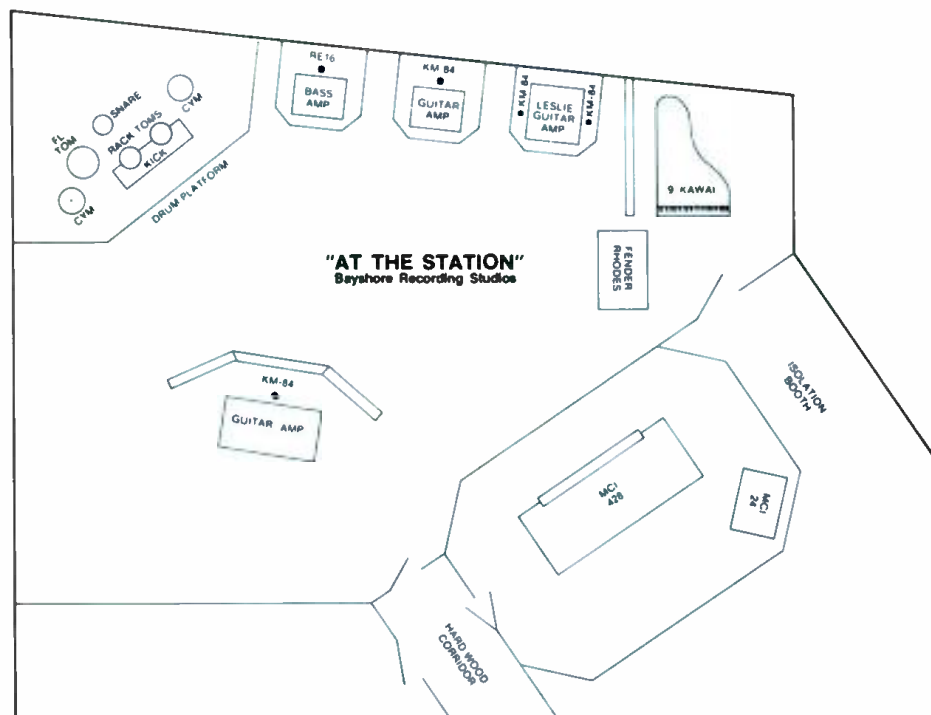 RE16
BASS
AMP
KM-84
GUITAR
AMP
KM-84
LESLIE
GUITAR
AMP
KM-84
CYM
SNARE
RACK TOMS
FL
TOM
KICK
CYM
DRUM PLATFORM
9 KAWAI
"AT THE STATION"
Bayshore Recording Studios
FENDER
RHODES
ISOLATION
BOOTH
KM-84
GUITAR AMP
MCI
428
MCI
24
HARD WOOD
CORRIDOR